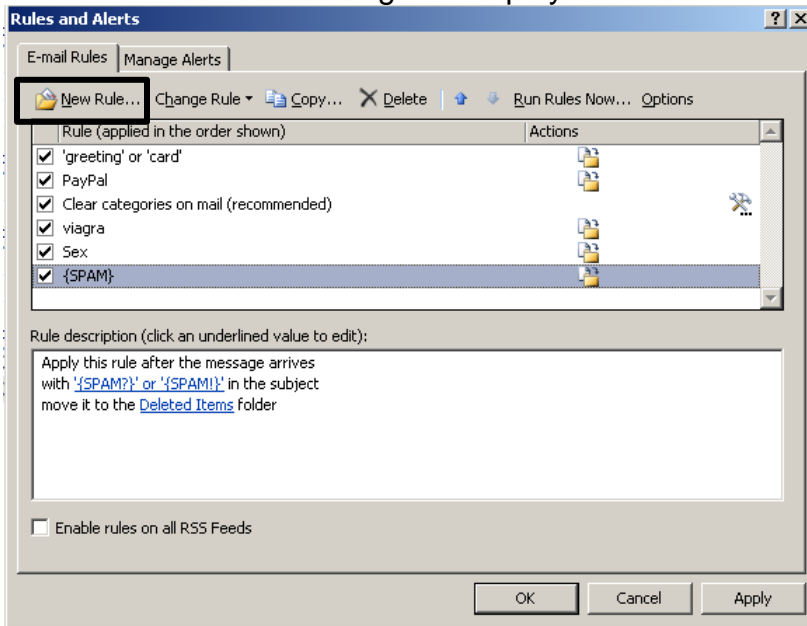 Rules and Alerts
E-mail Rules Manage Alerts
New Rule... Change Rule Copy... Delete Run Rules Now... Options
Rule (applied in the order shown) Actions
'greeting' or 'card'
PayPal
Clear categories on mail (recommended)
viagra
Sex
{SPAM}
Rule description (click an underlined value to edit):
Apply this rule after the message arrives
with '{SPAM?}' or '{SPAM!}' in the subject
move it to the Deleted Items folder
Enable rules on all RSS Feeds
OK Cancel Apply